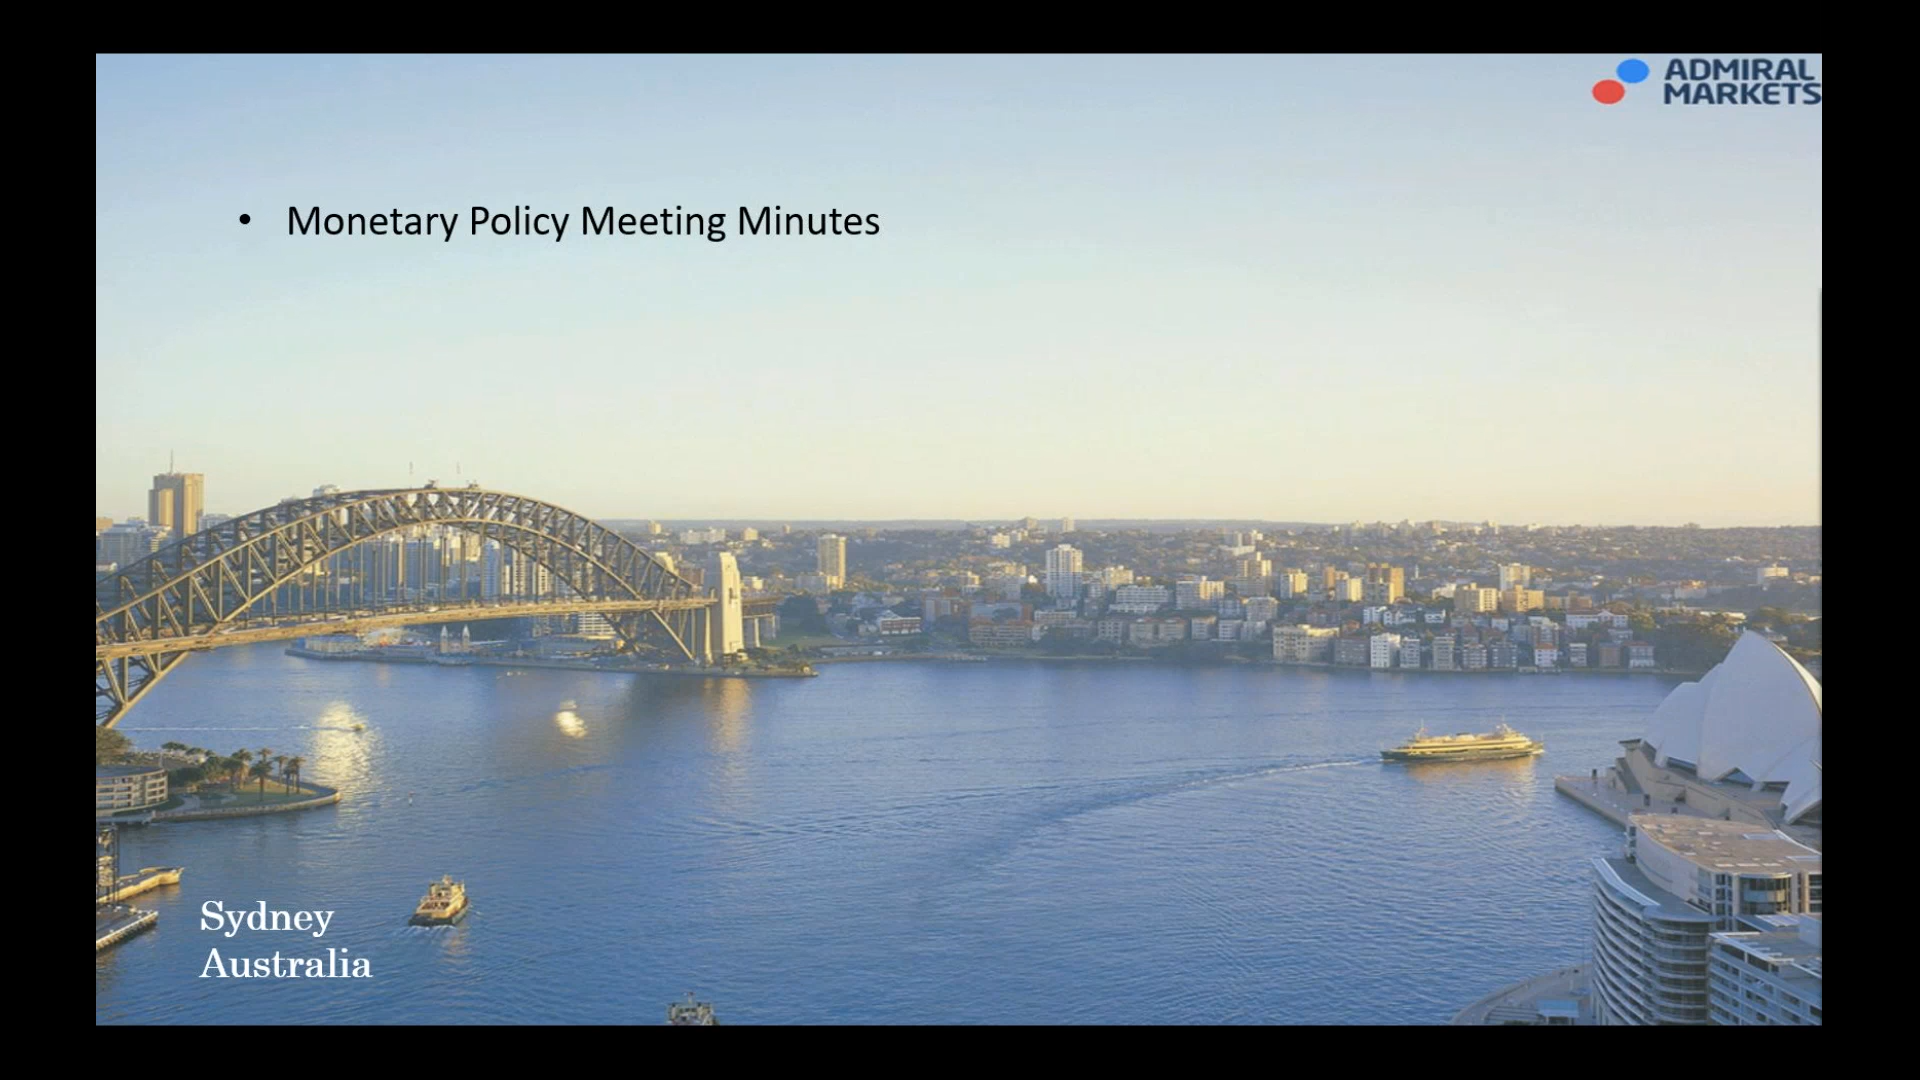 ADMIRAL
MARKETS
• Monetary Policy Meeting Minutes
Sydney
Australia